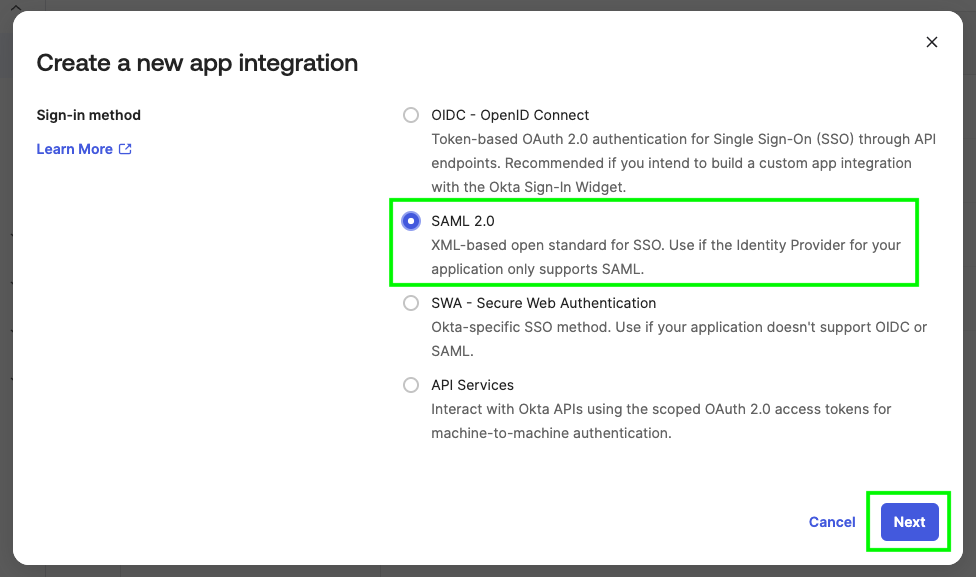 Create a new app integration
Sign-in method
Learn More
OIDC - OpenID Connect
Token-based OAuth 2.0 authentication for Single Sign-On (SSO) through API
endpoints. Recommended if you intend to build a custom app integration
with the Okta Sign-In Widget.
SAML 2.0
XML-based open standard for SSO. Use if the Identity Provider for your
application only supports SAML.
SWA - Secure Web Authentication
Okta-specific SSO method. Use if your application doesn't support OIDC or
SAML.
API Services
Interact with Okta APIs using the scoped OAuth 2.0 access tokens for
machine-to-machine authentication.
Cancel
Next